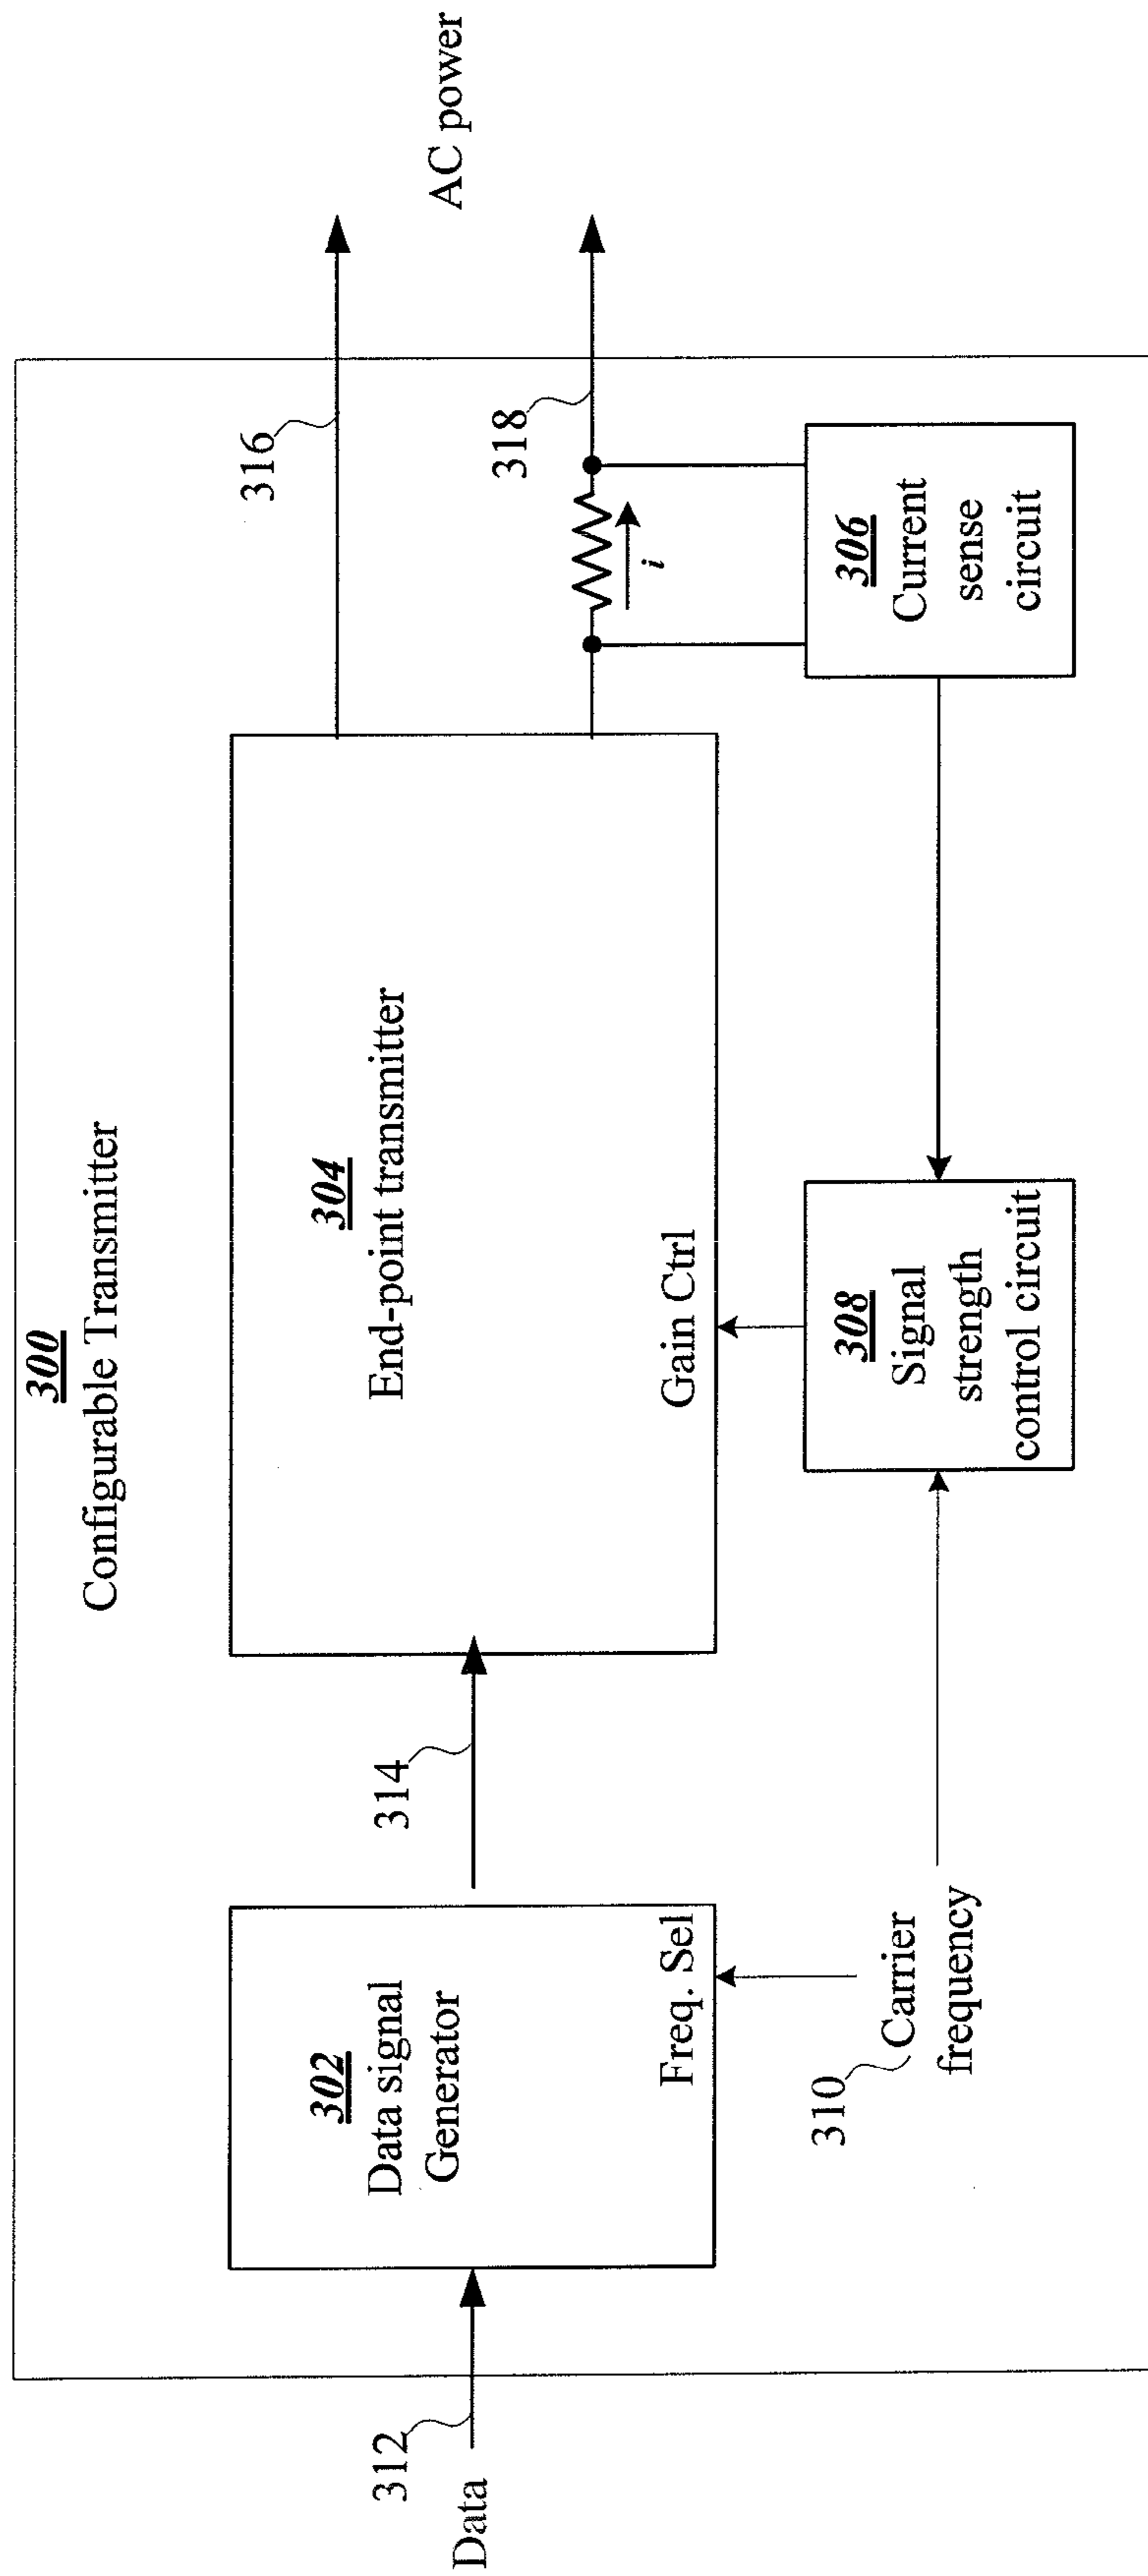 300
Configurable Transmitter
316
AC power
318
i
304
End-point transmitter
Gain Ctrl
314
302
Data signal
Generator
Freq. Sel
312
Data
310
Carrier
frequency
308
Signal
strength
control circuit
306
Current
sense
circuit